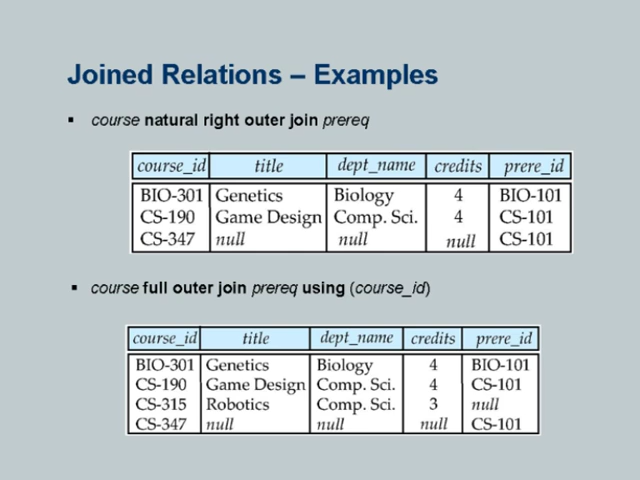 Joined Relations – Examples
▪ course natural right outer join prereq
course_id title dept_name credits prere_id
BIO-301 Genetics Biology 4 BIO-101
CS-190 Game Design Comp. Sci. 4 CS-101
CS-347 null null null CS-101
▪ course full outer join prereq using (course_id)
course_id title dept_name credits prere_id
BIO-301 Genetics Biology 4 BIO-101
CS-190 Game Design Comp. Sci. 4 CS-101
CS-315 Robotics Comp. Sci. 3 null
CS-347 null null null CS-101